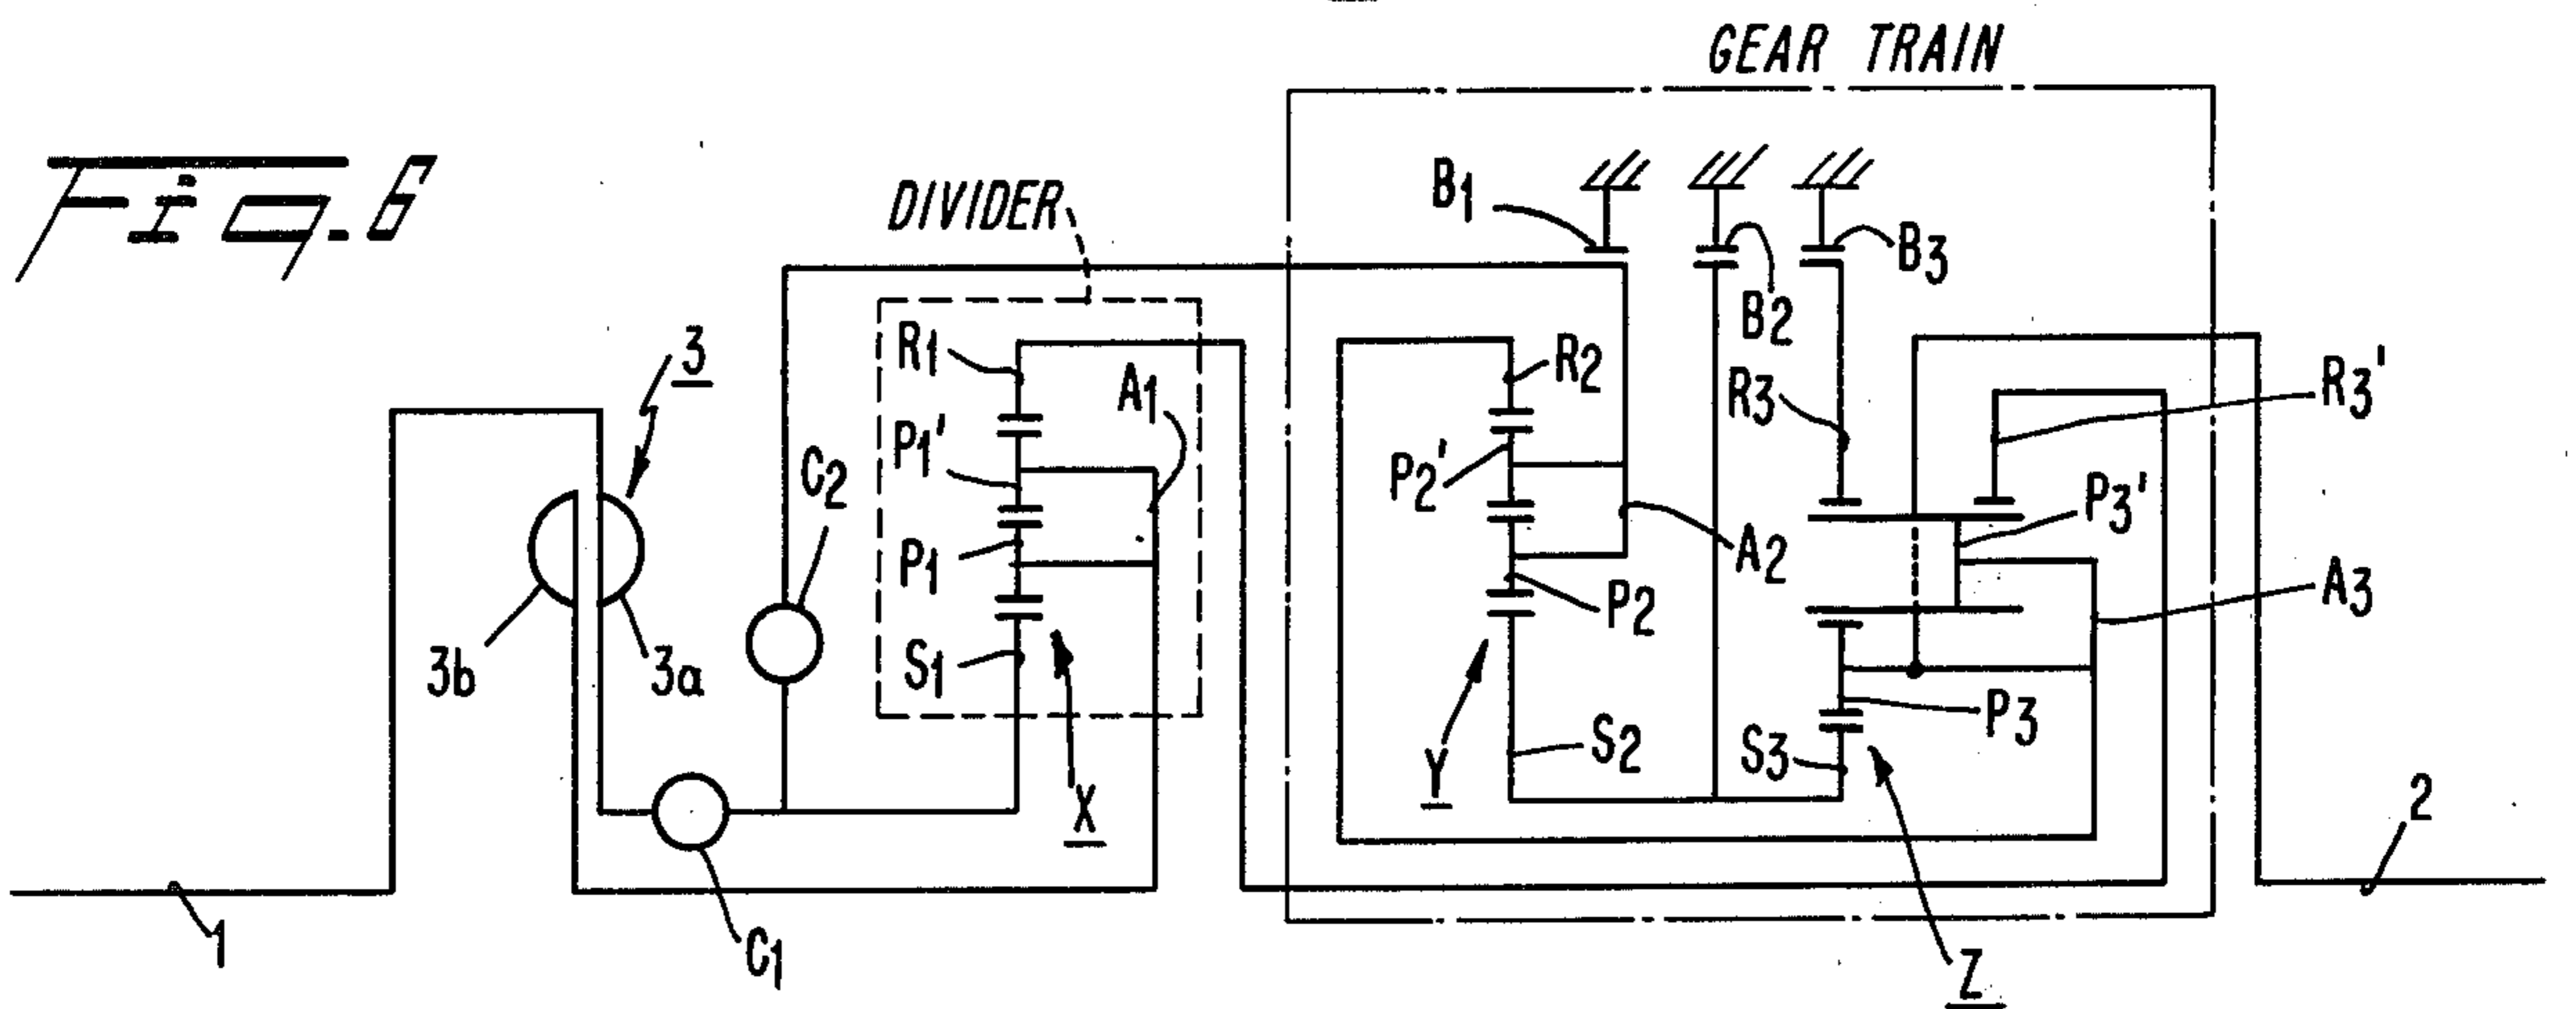 GEAR TRAIN
Fig. 6
DIVIDER
B1
B3
B2
3
R1
A1
R2
R3
R3'
P1'
C2
P2'
P3'
P1
A2
P2
A3
3b
3a
S1
P3
S2
S3
Y
X
2
1
C1
Z